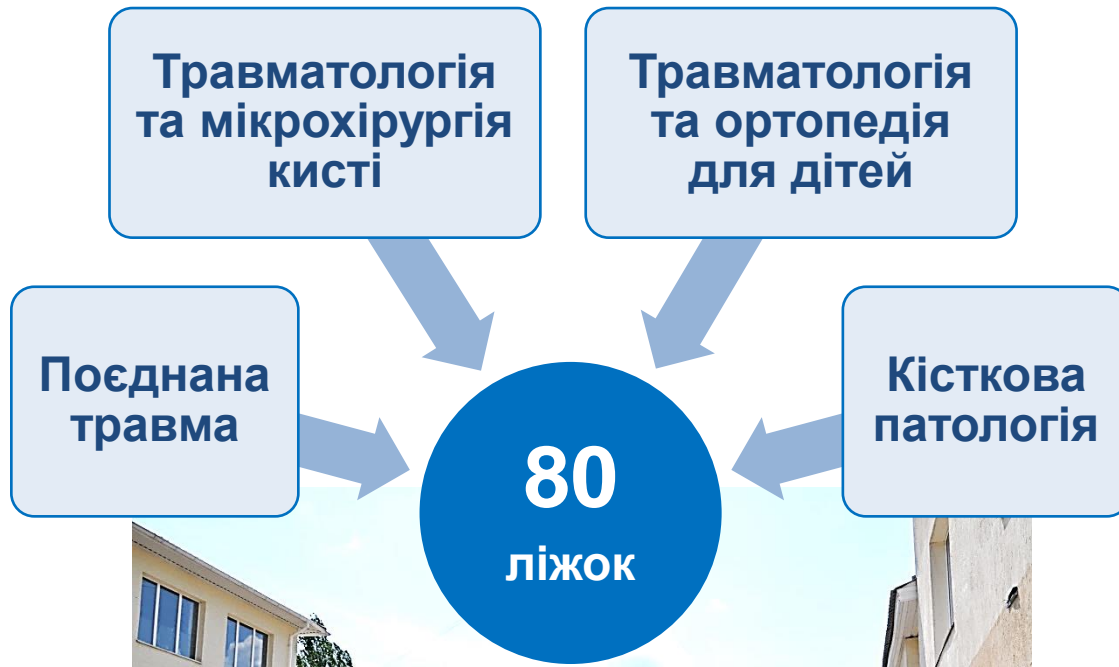 Травматологія
та мікрохірургія
кисті
Травматологія
та ортопедія
для дітей
Поєднана
травма
Кісткова
патологія
80
ліжок